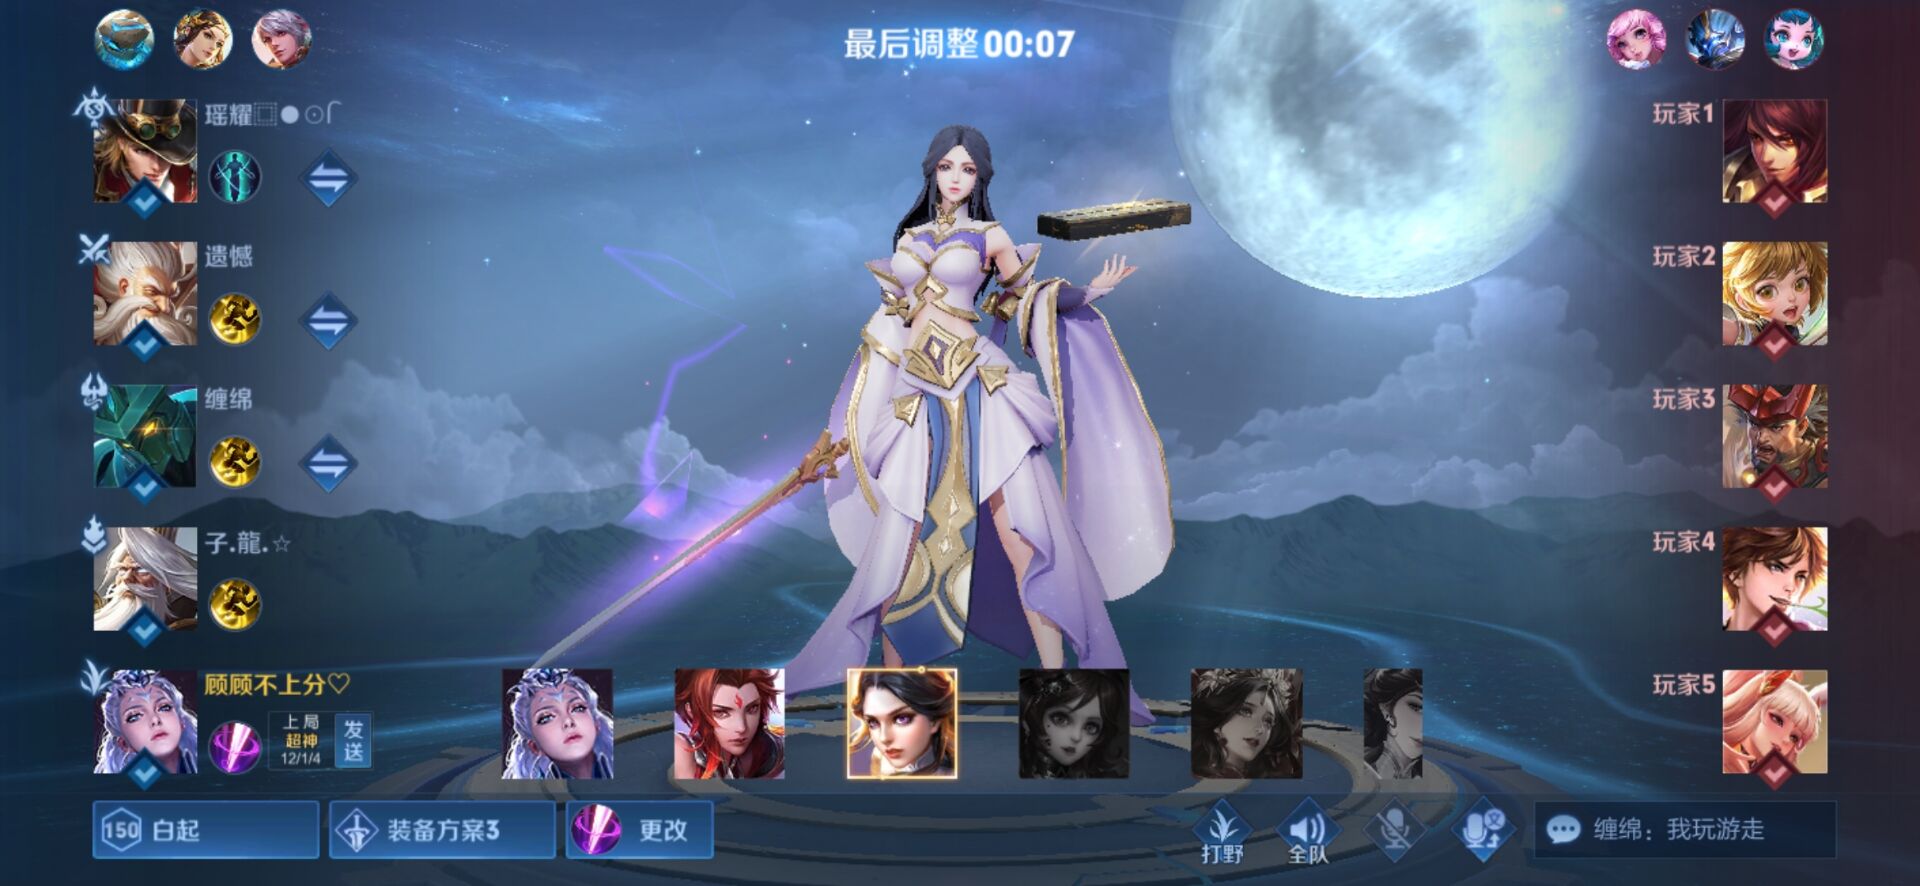 最后调整00:07
瑶耀
遗憾
缠绵
子.龍.☆
顾顾不上分♡
上局
超神
12/1/4
发送
玩家1
玩家2
玩家3
玩家4
玩家5
150 白起
装备方案3
更改
打野
全队
缠绵：我玩游走